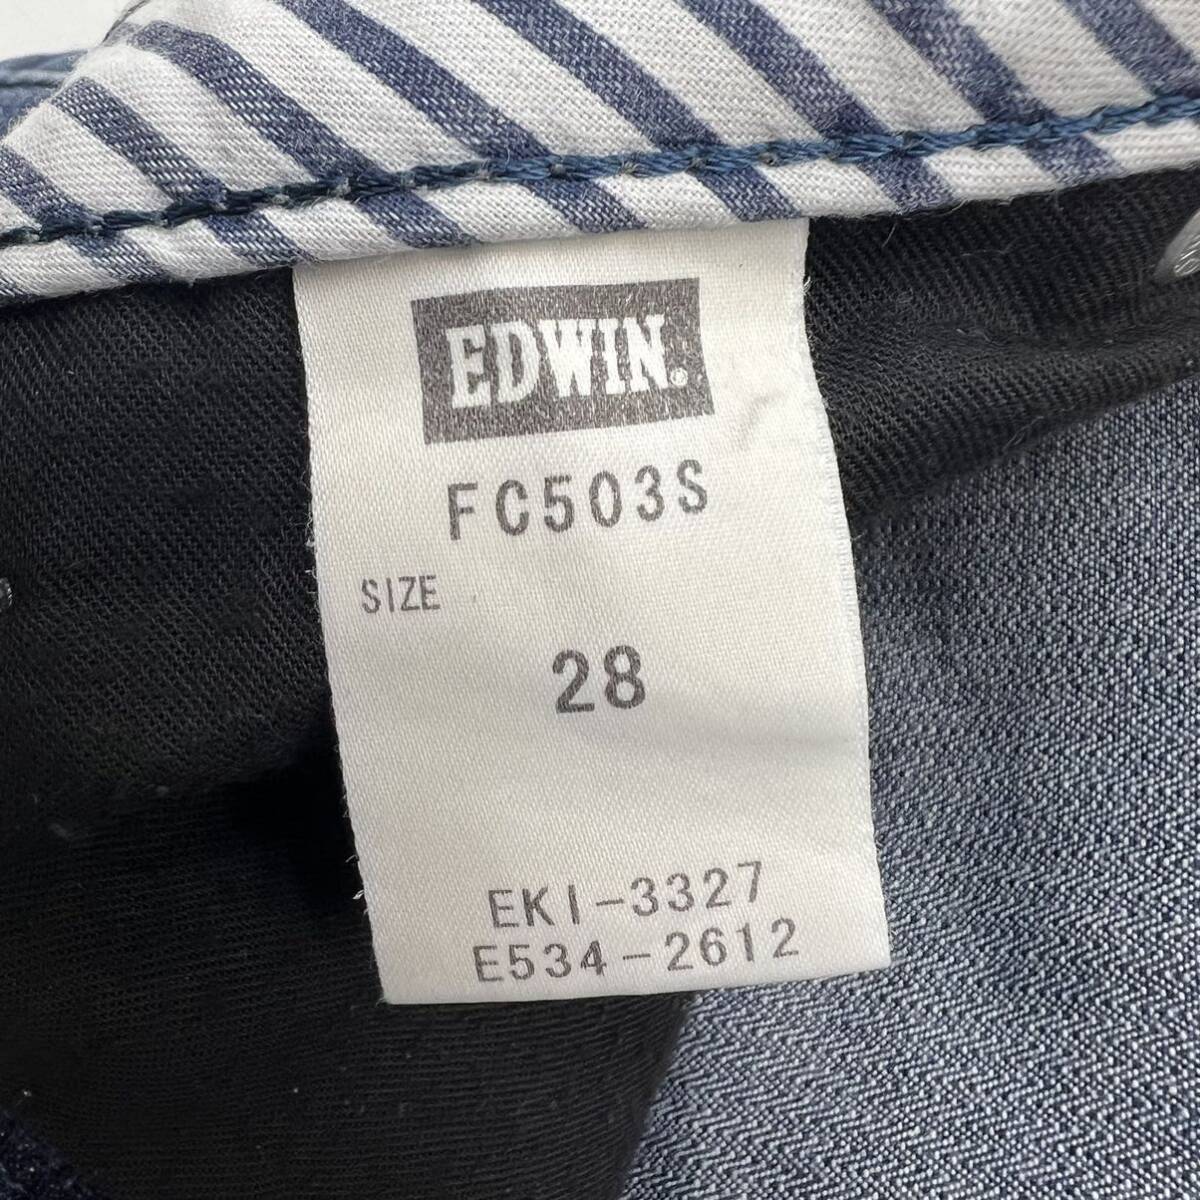 EDWIN®
FC503S
SIZE
28
EKI-3327
E534-2612